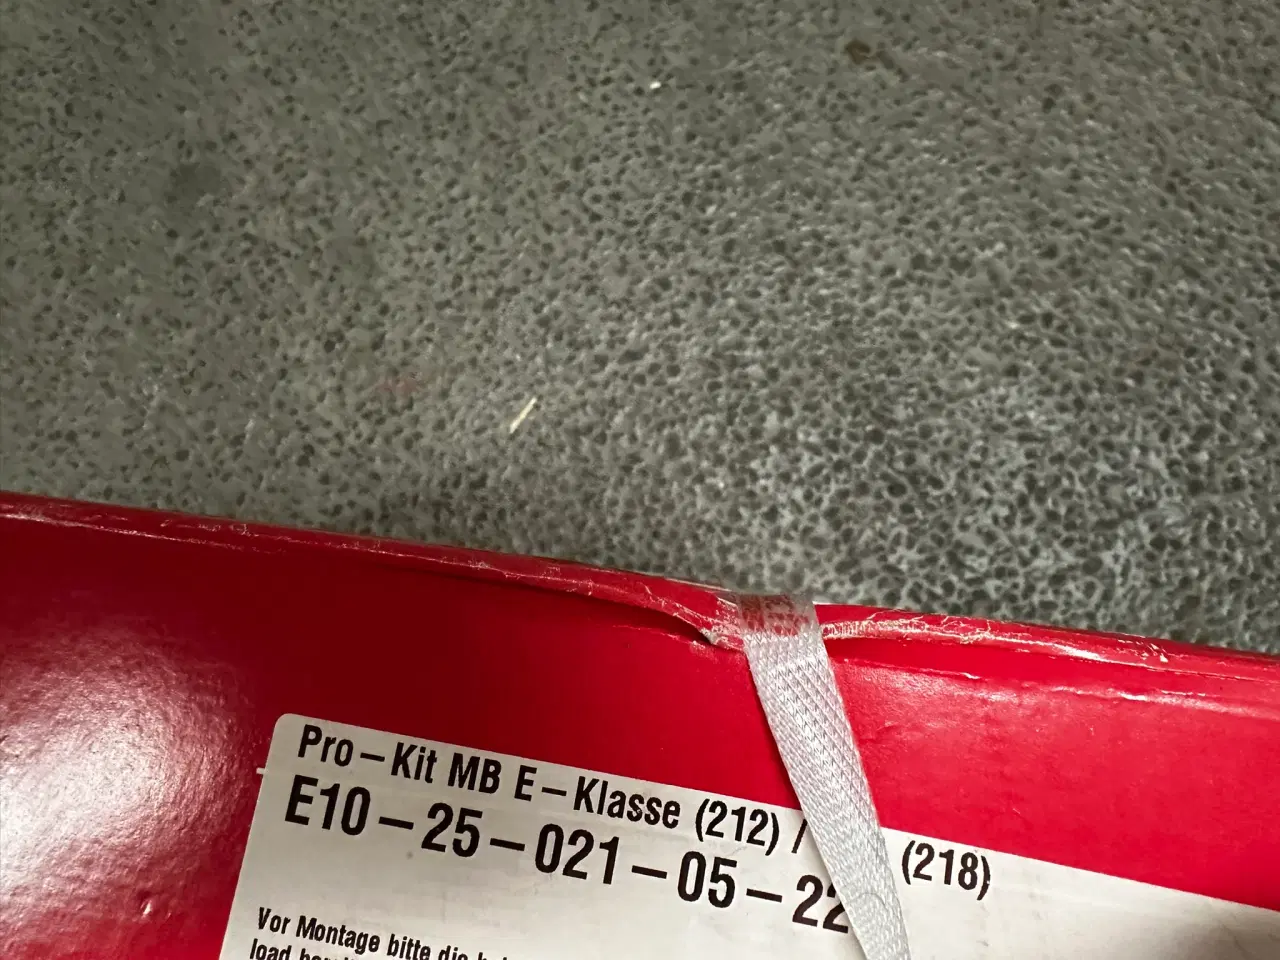 Pro-Kit MB E-Klasse (212) / (218)
E10-25-021-05-22
Vor Montage bitte die
load